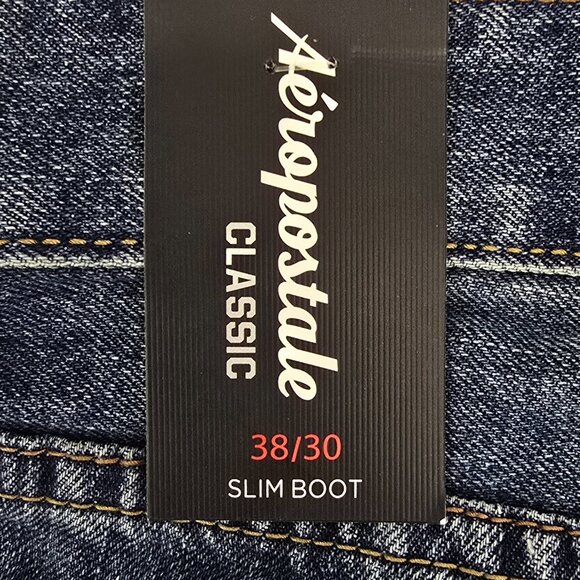 Aéropostale
CLASSIC
38/30
SLIM BOOT